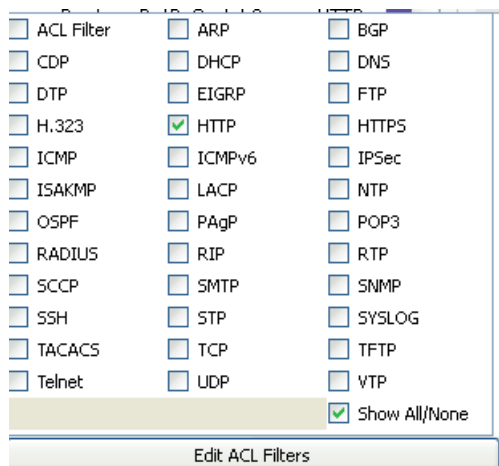 ACL Filter ARP BGP
CDP DHCP DNS
DTP EIGRP FTP
H.323 HTTP HTTPS
ICMP ICMPv6 IPSec
ISAKMP LACP NTP
OSPF PAgP POP3
RADIUS RIP RTP
SCCP SMTP SNMP
SSH STP SYSLOG
TACACS TCP TFTP
Telnet UDP VTP
Show All/None
Edit ACL Filters